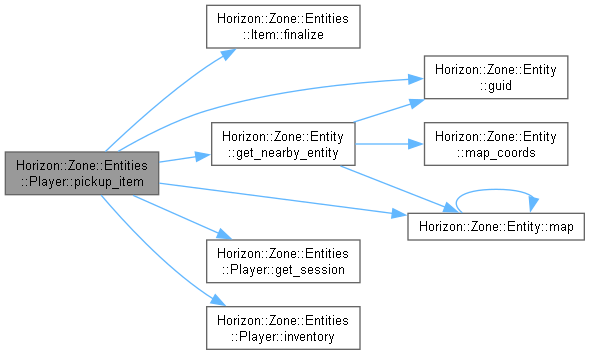 Horizon::Zone::Entities
::Item::finalize
Horizon::Zone::Entity
::guid
Horizon::Zone::Entity
::get_nearby_entity
Horizon::Zone::Entity
::map_coords
Horizon::Zone::Entities
::Player::pickup_item
Horizon::Zone::Entity::map
Horizon::Zone::Entities
::Player::get_session
Horizon::Zone::Entities
::Player::inventory